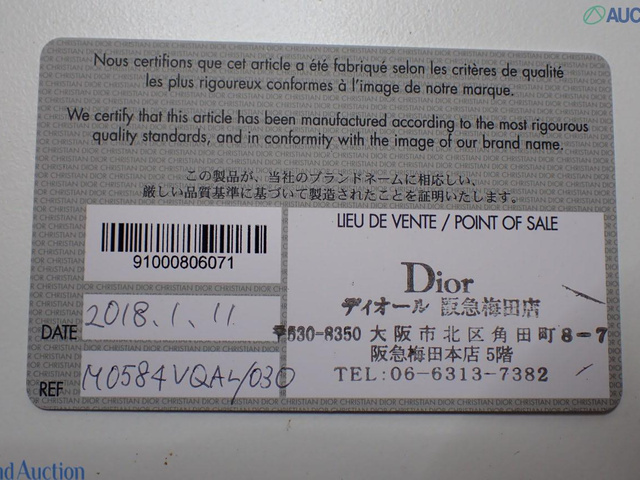 AUC
Nous certifions que cet article a été fabriqué selon les critères de qualité
les plus rigoureux conformes à l'image de notre marque.
We certify that this article has been manufactured according to the most rigourous
quality standards, and in conformity with the image of our brand name.
この製品が、当社のブランドネームに相応しい、
厳しい品質基準に基づいて製造されたことを証明いたします。
LIEU DE VENTE / POINT OF SALE
91000806071
Dior
ディオール 阪急梅田店
DATE 2018.1.11
〒530-8350 大阪市北区角田町8-7
阪急梅田本店 5階
REF M0584VQAL/030
TEL:06-6313-7382
nd Auction